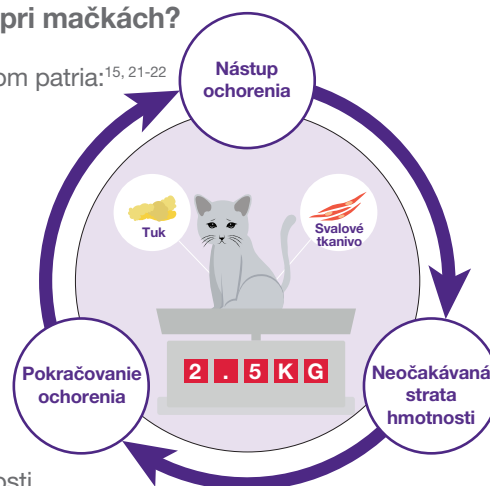 pri mačkách?
om patria:15, 21-22
Nástup
ochorenia
Tuk
Svalové
tkanivo
2.5KG
Pokračovanie
ochorenia
Neočakávaná
strata
hmotnosti
osti